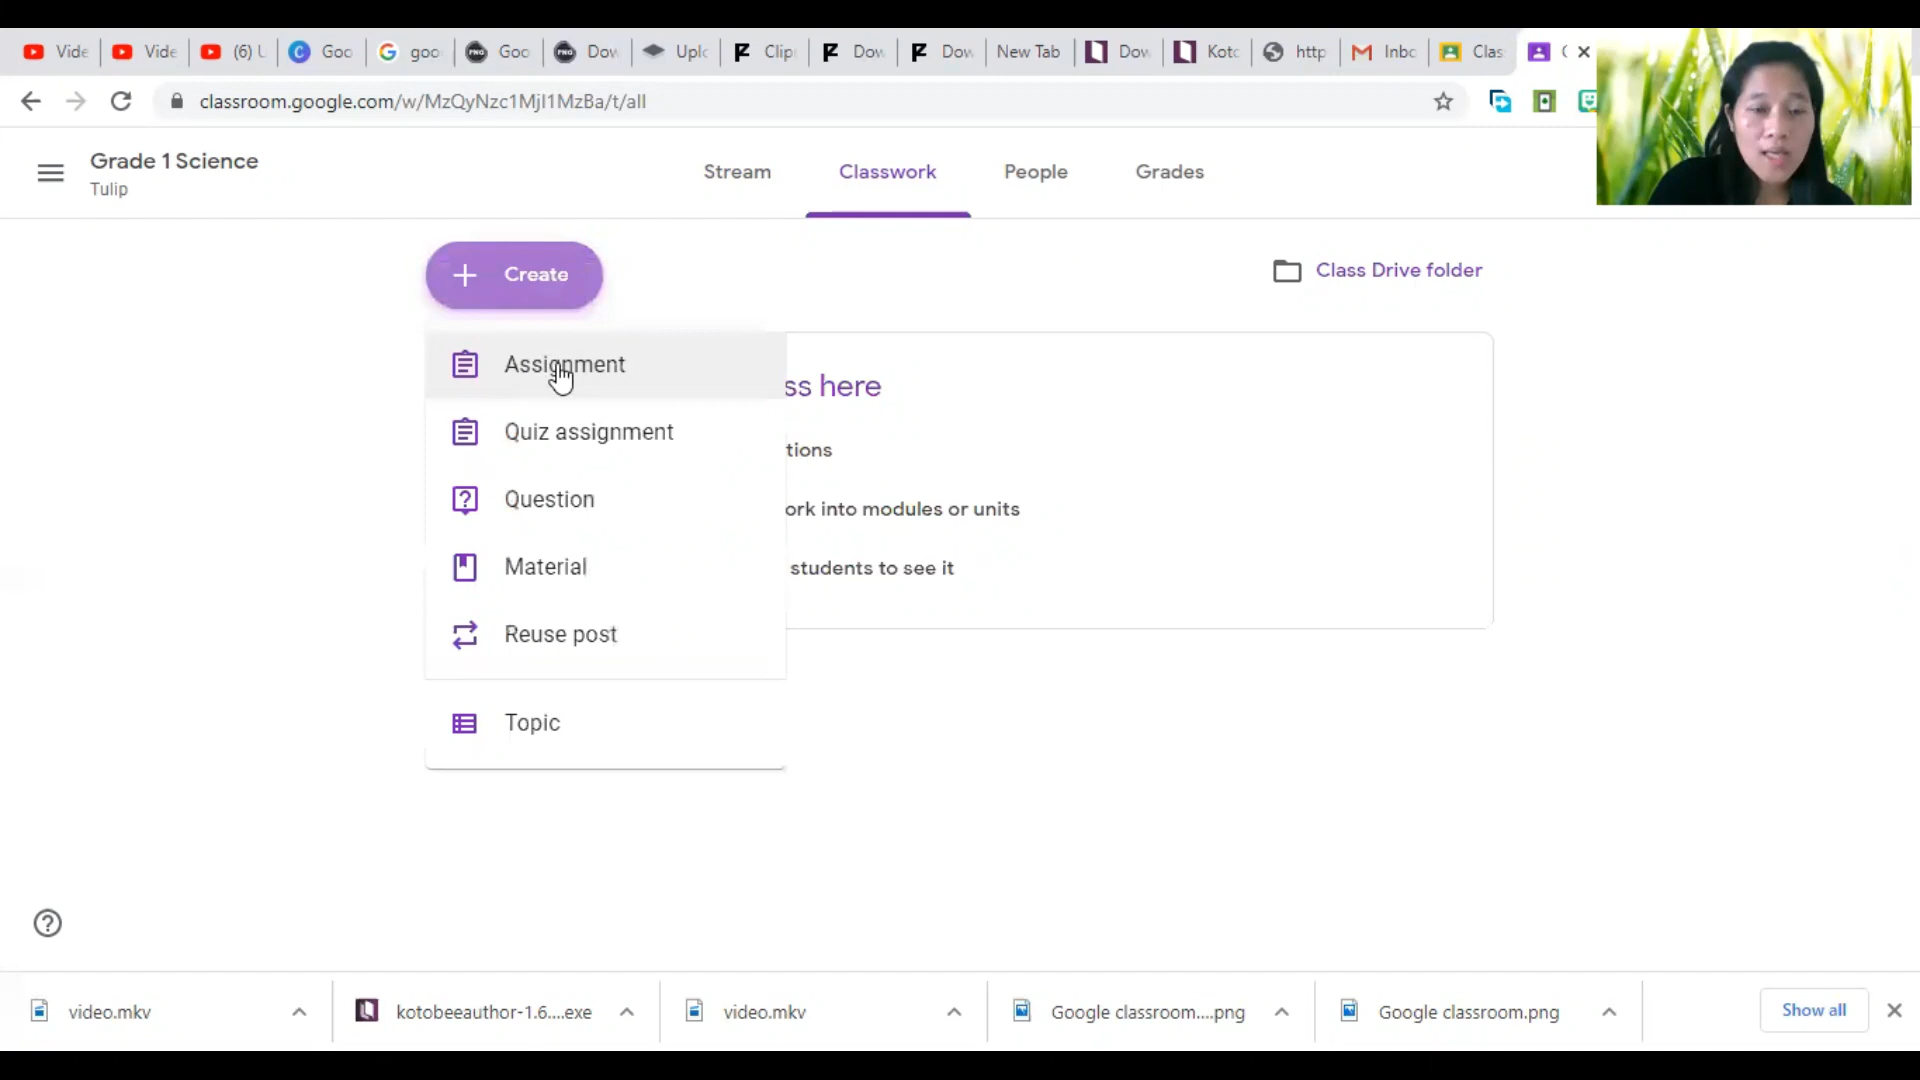 Vide
Vide
(6) U
Goo
goo
Goo
Dow
Uplo
Clip
Dow
Dow
New Tab
Dow
Koto
http
Inbo
Clas
classroom.google.com/w/MzQyNzc1MjI1MzBa/t/all
Grade 1 Science
Tulip
Stream
Classwork
People
Grades
Create
Class Drive folder
Assignment
ss here
Quiz assignment
tions
Question
ork into modules or units
Material
students to see it
Reuse post
Topic
video.mkv
kotobeeauthor-1.6....exe
video.mkv
Google classroom....png
Google classroom.png
Show all